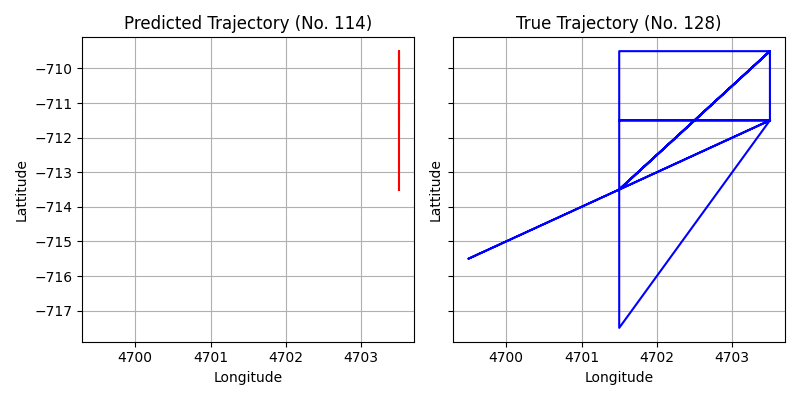 Predicted Trajectory (No. 114)
True Trajectory (No. 128)
−710
−711
−712
−713
−714
−715
−716
−717
Lattitude
Lattitude
4700 4701 4702 4703
4700 4701 4702 4703
Longitude
Longitude